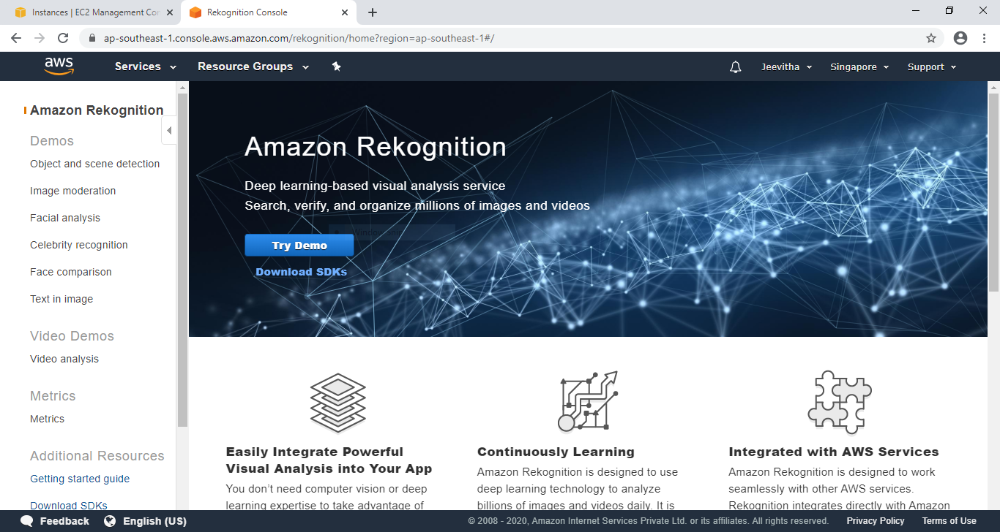 Instances | EC2 Management Con
Rekognition Console
ap-southeast-1.console.aws.amazon.com/rekognition/home?region=ap-southeast-1#/
aws
Services
Resource Groups
Jeevitha
Singapore
Support
Amazon Rekognition
Demos
Object and scene detection
Image moderation
Facial analysis
Celebrity recognition
Face comparison
Text in image
Video Demos
Video analysis
Metrics
Metrics
Additional Resources
Getting started guide
Download SDKs
Amazon Rekognition
Deep learning-based visual analysis service
Search, verify, and organize millions of images and videos
Try Demo
Download SDKs
Easily Integrate Powerful
Visual Analysis into Your App
You don't need computer vision or deep
learning expertise to take advantage of
Continuously Learning
Amazon Rekognition is designed to use
deep learning technology to analyze
billions of images and videos daily. It is
Integrated with AWS Services
Amazon Rekognition is designed to work
seamlessly with other AWS services.
Rekognition integrates directly with Amazon
Feedback
English (US)
© 2008 - 2020, Amazon Internet Services Private Ltd. or its affiliates. All rights reserved.
Privacy Policy
Terms of Use